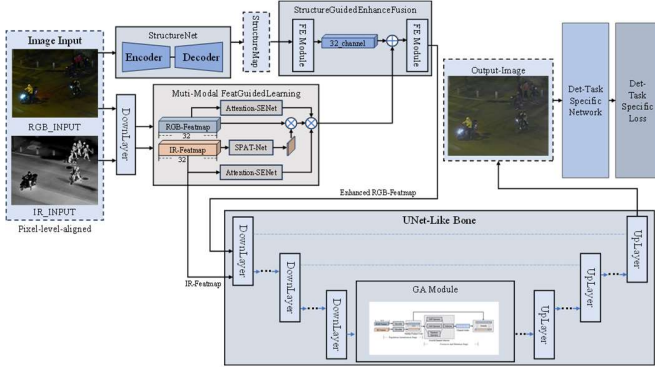 Image Input
RGB_INPUT
IR_INPUT
Pixel-level-aligned
StructureNet
Encoder
Decoder
StructureMap
StructureGuidedEnhanceFusion
FE Module
32_channel
FE Module
DownLayer
Muti-Modal FeatGuidedLearning
Attention-SENet
RGB-Featmap
32
IR-Featmap
32
SPAT-Net
Attention-SENet
Output-Image
Det-Task Specific Network
Det-Task Specific Loss
Enhanced RGB-Featmap
IR-Featmap
UNet-Like Bone
DownLayer
DownLayer
DownLayer
GA Module
UpLayer
UpLayer
UpLayer